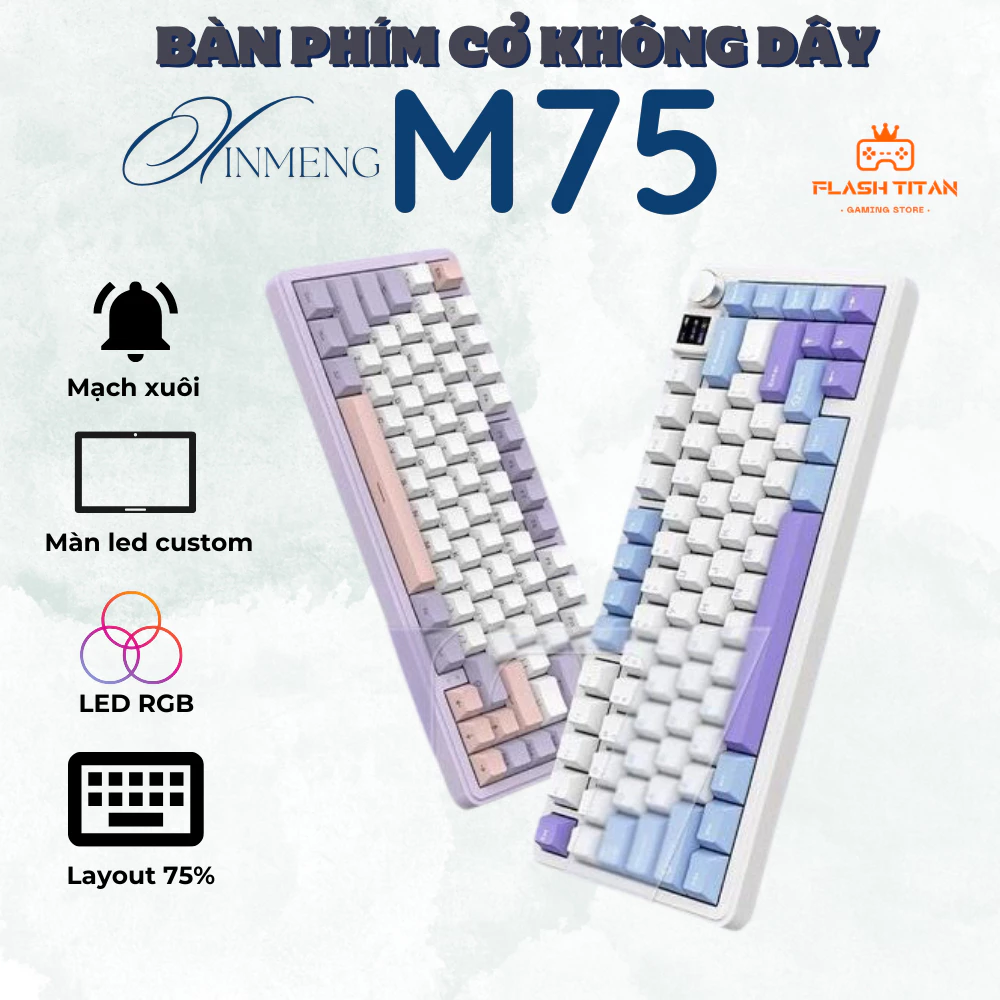 BÀN PHÍM CƠ KHÔNG DÂY
XINMENG M75
FLASH TITAN
· GAMING STORE ·
Mạch xuôi
Màn led custom
LED RGB
Layout 75%